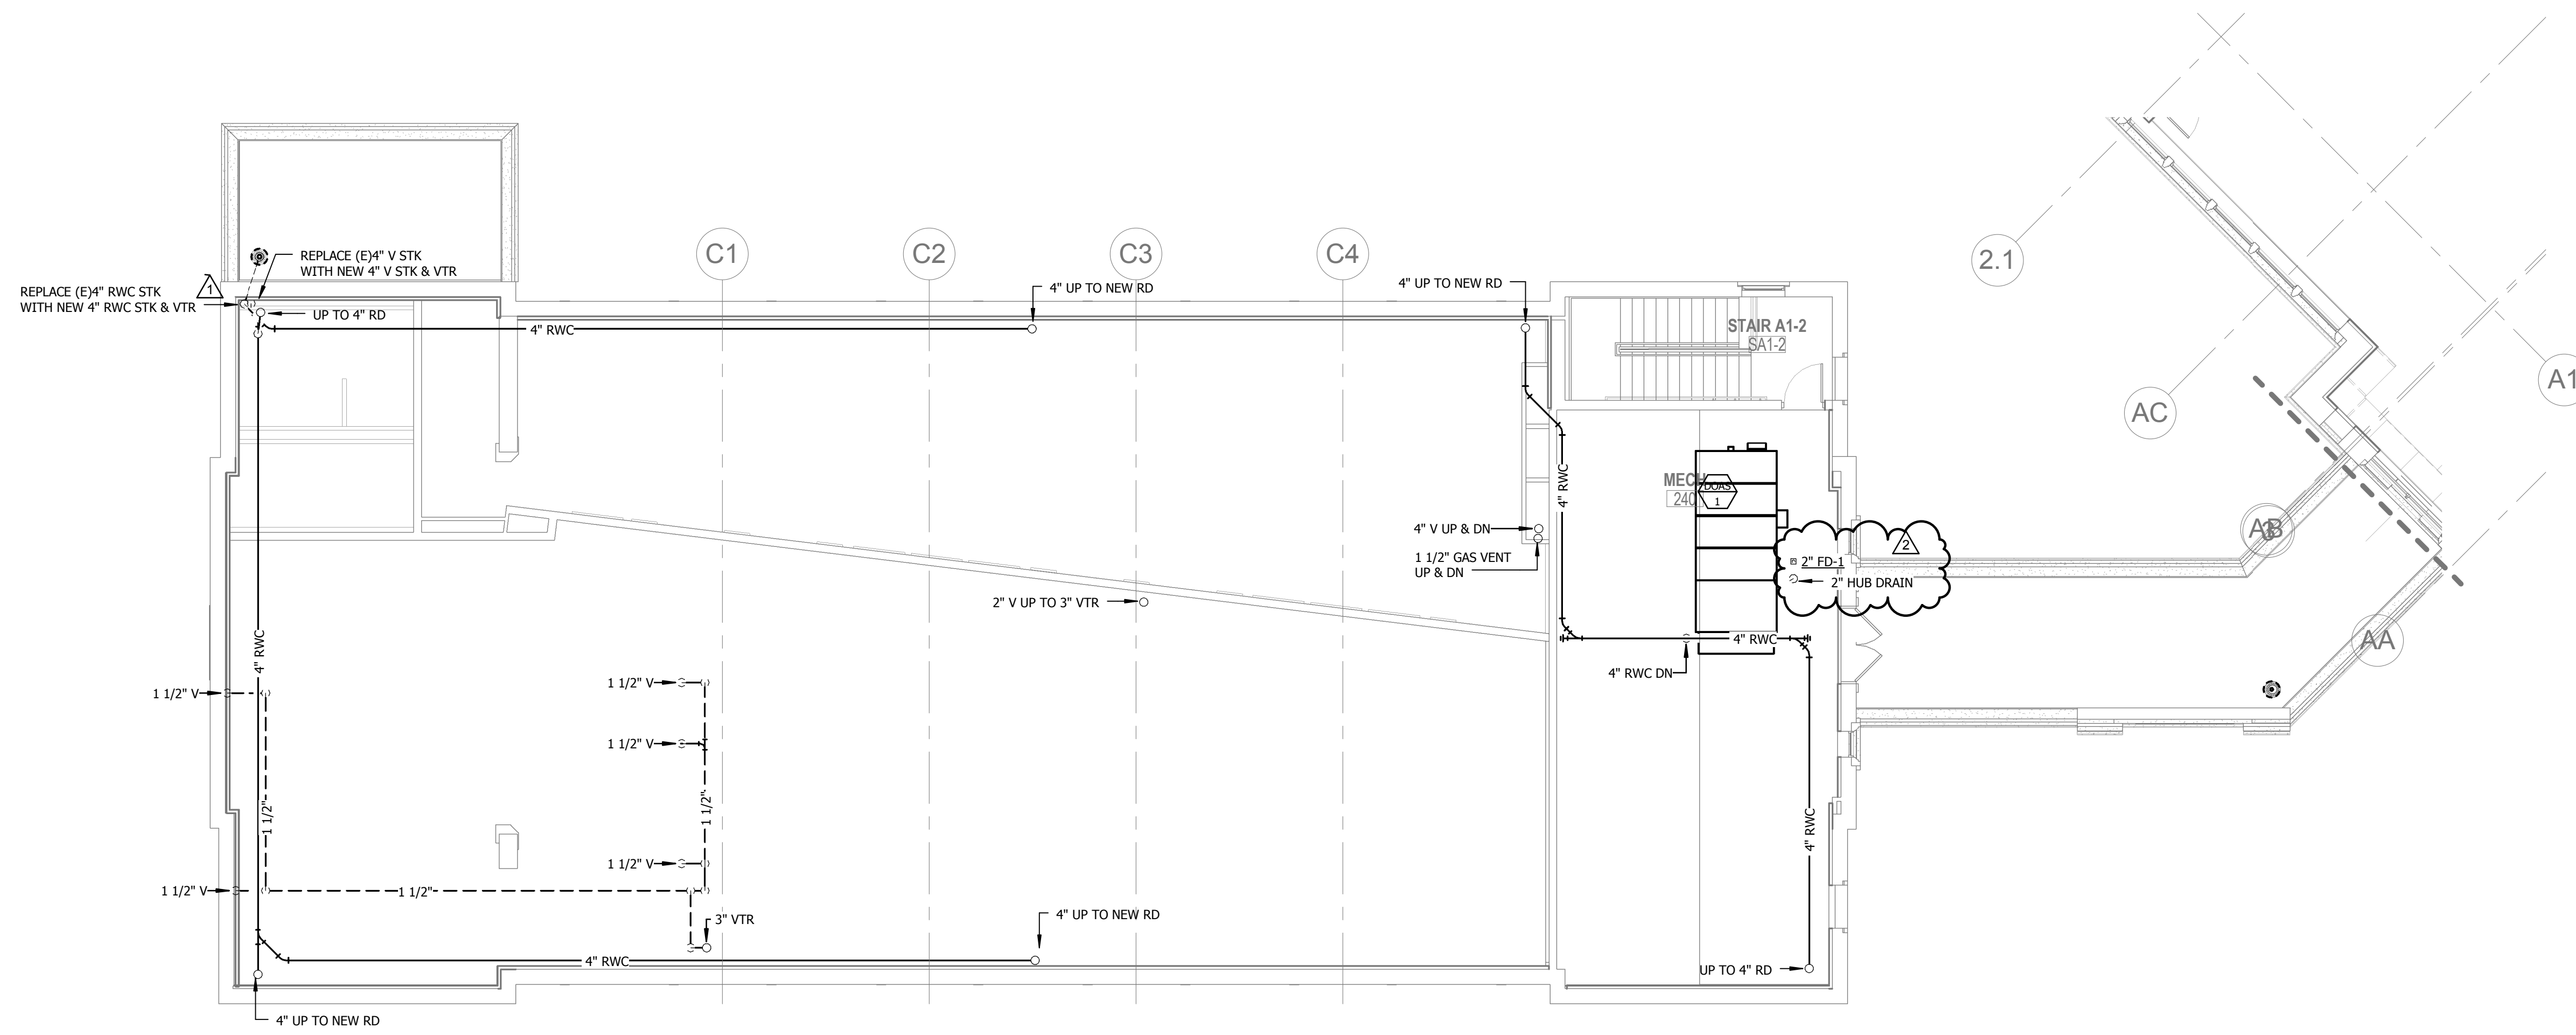 REPLACE (E)4" V STK
WITH NEW 4" V STK & VTR
1
REPLACE (E)4" RWC STK
WITH NEW 4" RWC STK & VTR
UP TO 4" RD
4" RWC
C1
C2
C3
C4
4" UP TO NEW RD
4" UP TO NEW RD
STAIR A1-2
SA1-2
2.1
AC
A1
AB
AA
4" RWC
MECH
240
DOAS
1
4" V UP & DN
1 1/2" GAS VENT
UP & DN
2
2" FD-1
2" HUB DRAIN
2" V UP TO 3" VTR
4" RWC
4" RWC DN
4" RWC
1 1/2" V
1 1/2" V
1 1/2" V
1 1/2" V
1 1/2" V
1 1/2"
1 1/2"
1 1/2"
4" RWC
3" VTR
4" UP TO NEW RD
4" RWC
UP TO 4" RD
4" UP TO NEW RD